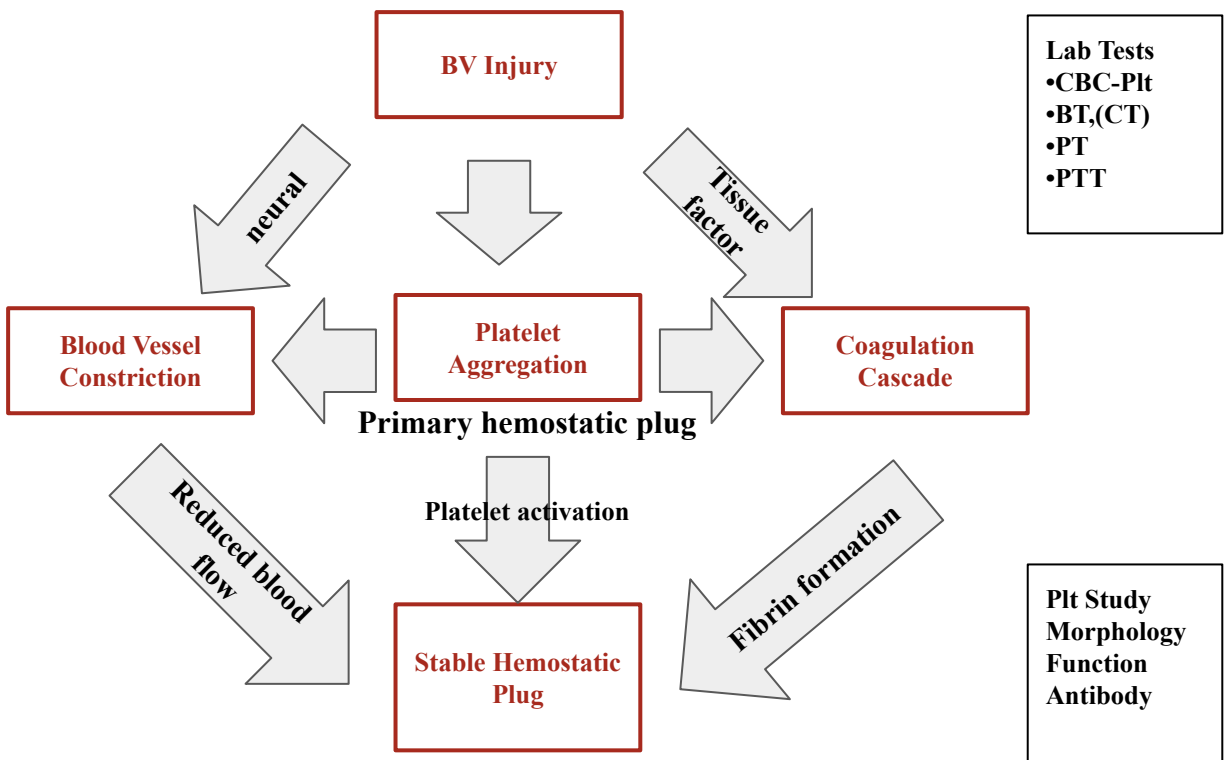 BV Injury
Lab Tests
•CBC-Plt
•BT,(CT)
•PT
•PTT
neural
Tissue
factor
Blood Vessel
Constriction
Platelet
Aggregation
Coagulation
Cascade
Primary hemostatic plug
Reduced blood
flow
Platelet activation
Fibrin formation
Stable Hemostatic
Plug
Plt Study
Morphology
Function
Antibody